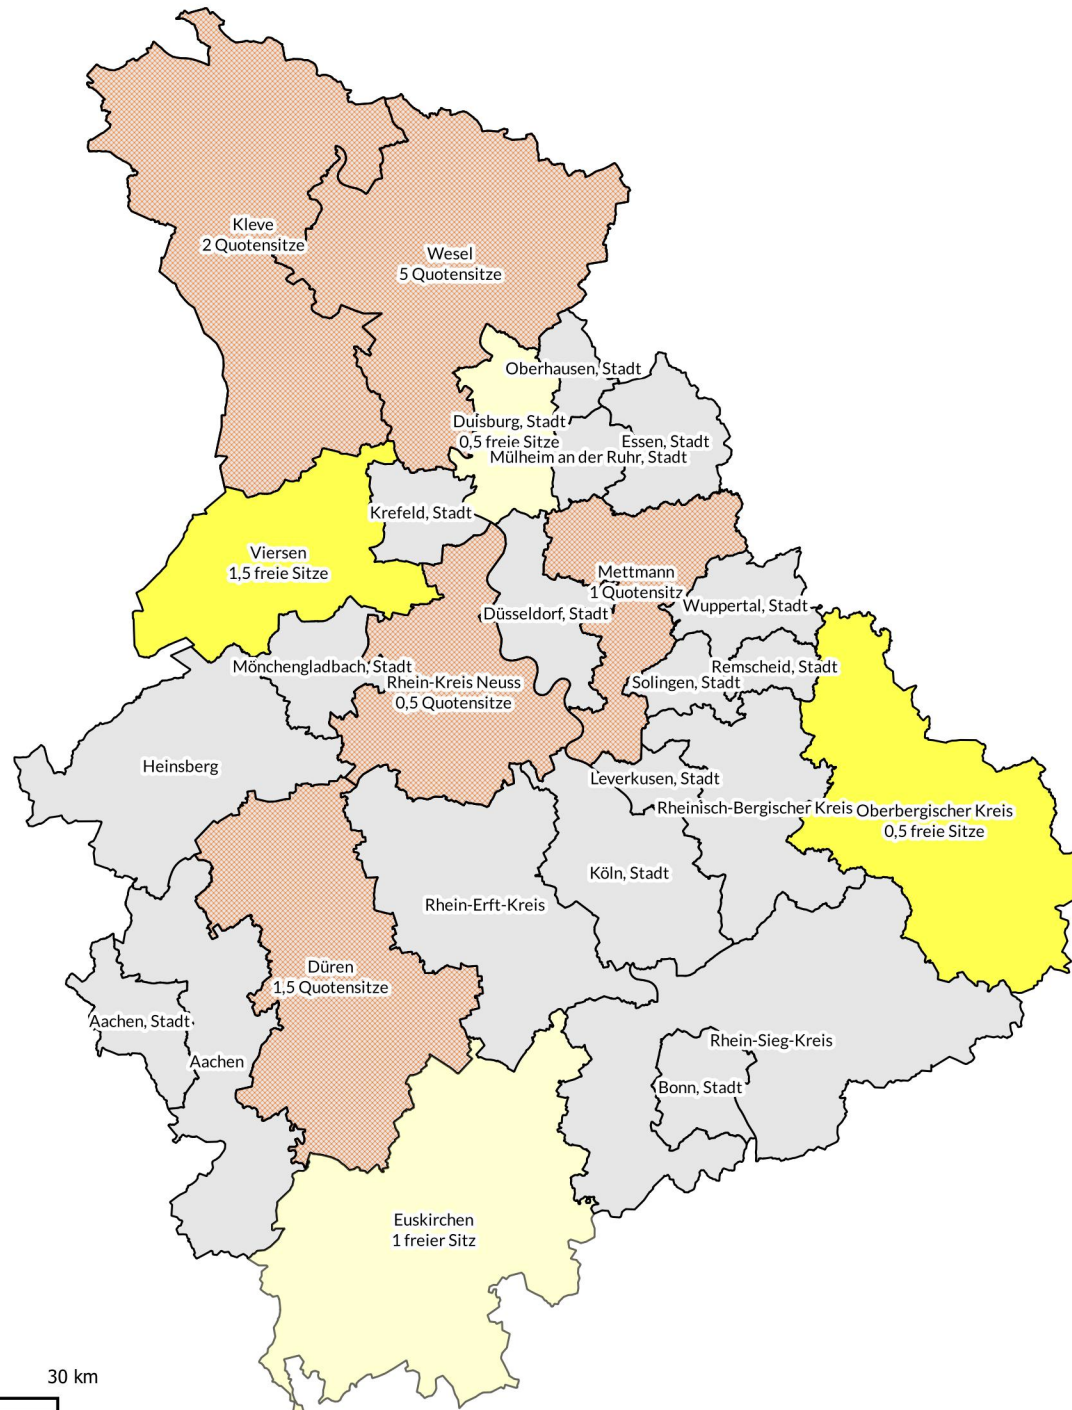 Kleve
2 Quotensitze
Wesel
5 Quotensitze
Oberhausen, Stadt
Duisburg, Stadt
0,5 freie Sitze
Essen, Stadt
Mülheim an der Ruhr, Stadt
Krefeld, Stadt
Viersen
1,5 freie Sitze
Mettmann
1 Quotensitz
Wuppertal, Stadt
Düsseldorf, Stadt
Mönchengladbach, Stadt
Remscheid, Stadt
Solingen, Stadt
Rhein-Kreis Neuss
0,5 Quotensitze
Heinsberg
Leverkusen, Stadt
Rheinisch-Bergischer Kreis
Oberbergischer Kreis
0,5 freie Sitze
Köln, Stadt
Rhein-Erft-Kreis
Düren
1,5 Quotensitze
Aachen, Stadt
Aachen
Rhein-Sieg-Kreis
Bonn, Stadt
Euskirchen
1 freier Sitz
30 km